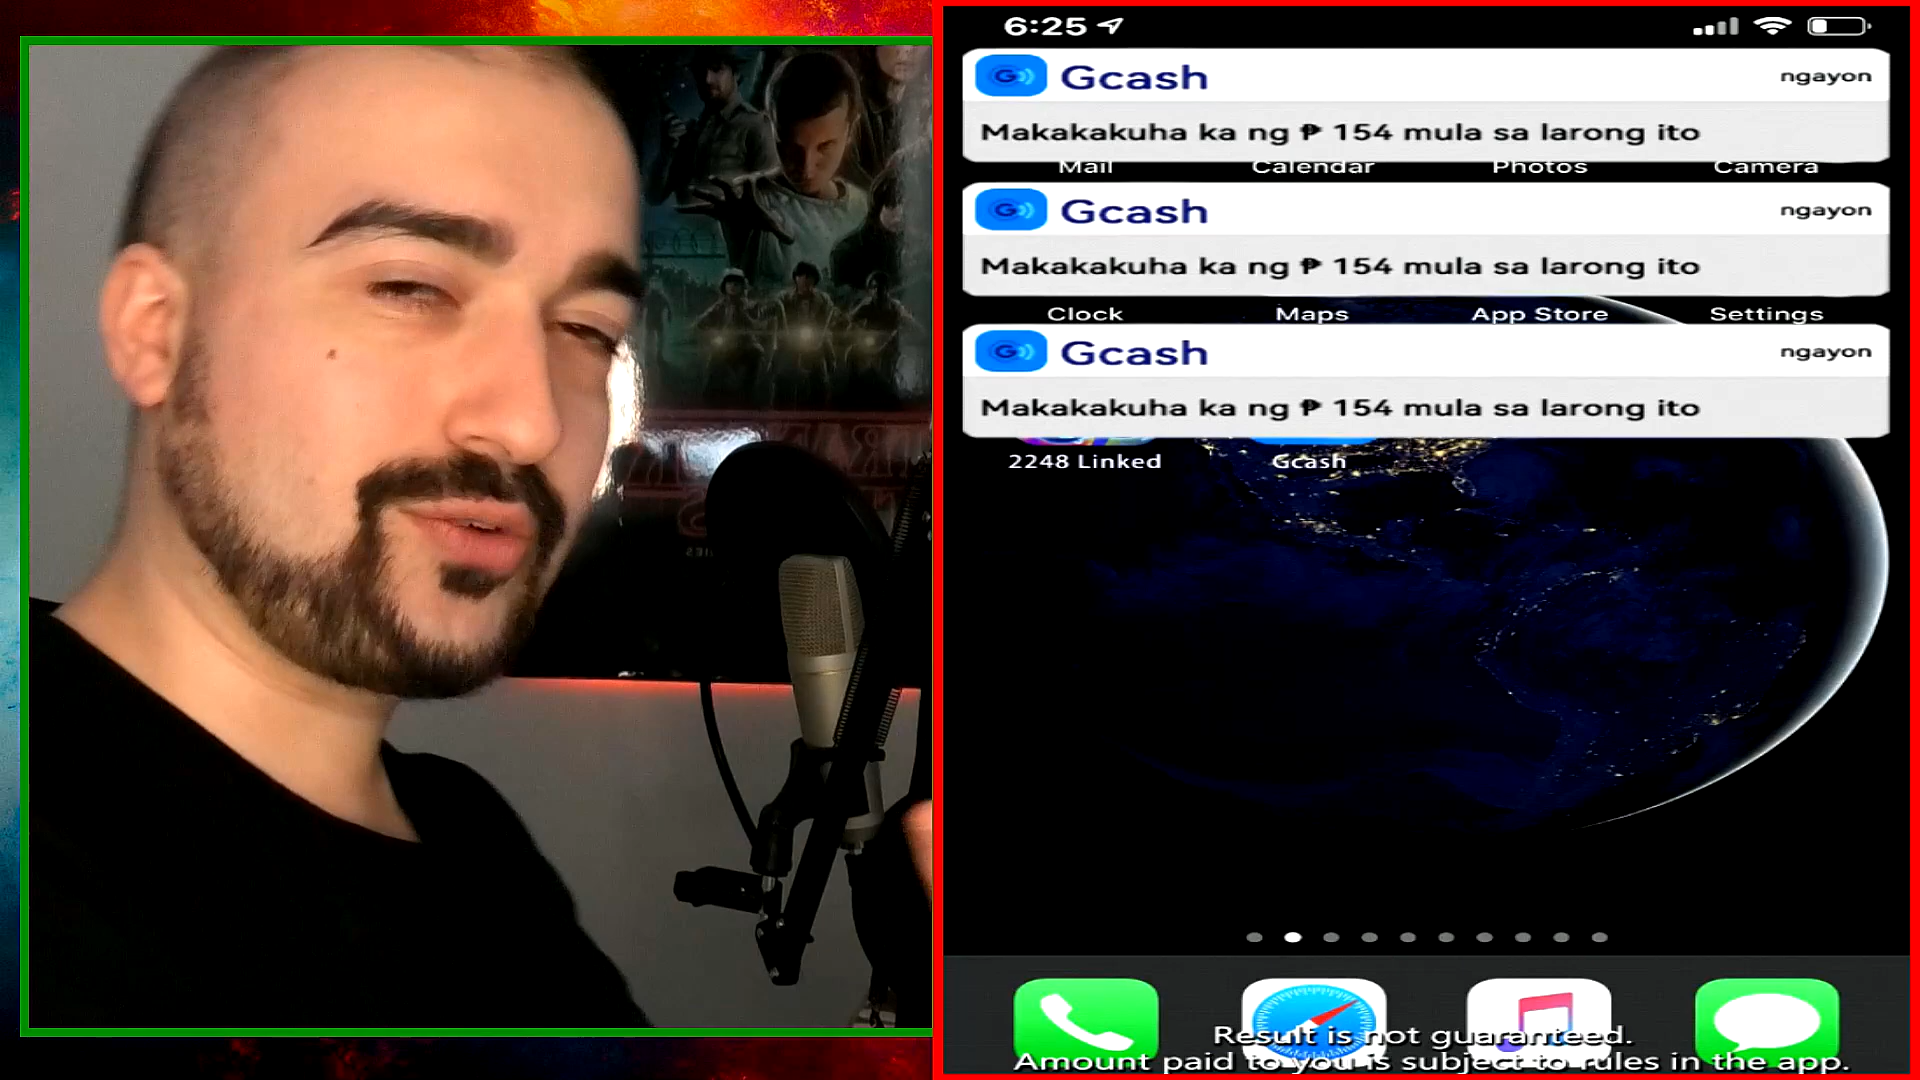 6:25
Gcash
ngayon
Makakakuha ka ng ₱ 154 mula sa larong ito
Mail
Calendar
Photos
Camera
Gcash
ngayon
Makakakuha ka ng ₱ 154 mula sa larong ito
Clock
Maps
App Store
Settings
Gcash
ngayon
Makakakuha ka ng ₱ 154 mula sa larong ito
2248 Linked
Gcash
Result is not guaranteed.
Amount paid to you is subject to rules in the app.